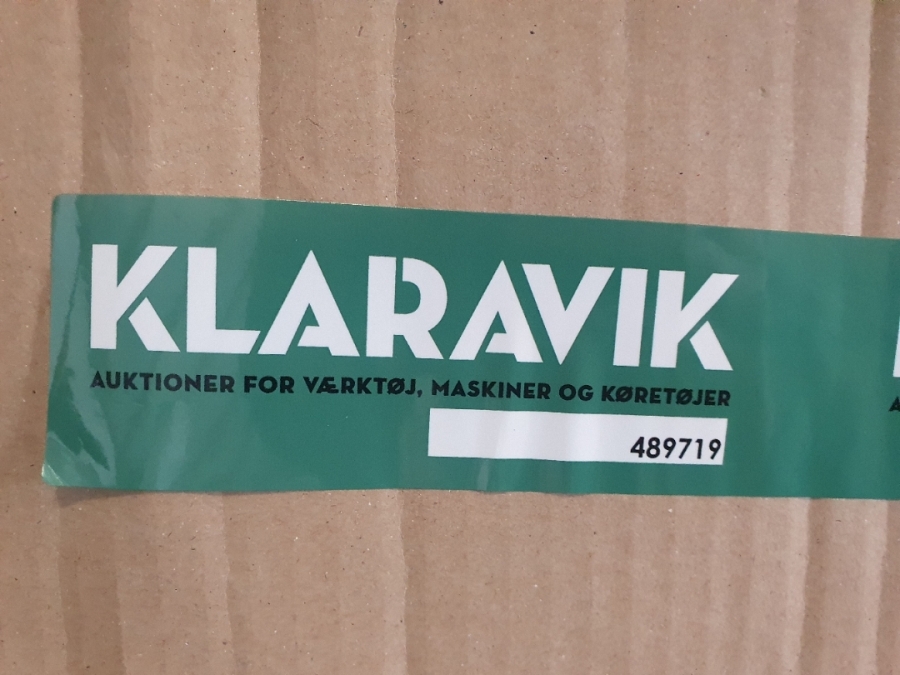 KLARAVIK
AUKTIONER FOR VÆRKTØJ, MASKINER OG KØRETØJER
489719